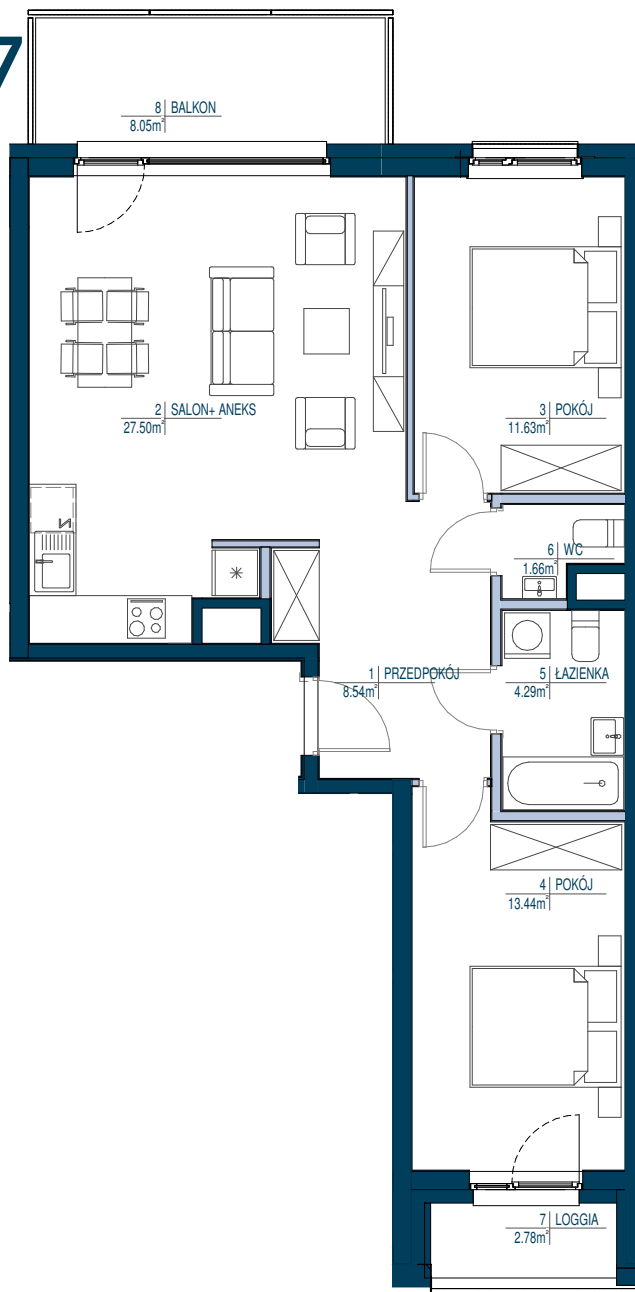 7
8 BALKON
8.05m²
2 SALON+ ANEKS
27.50m²
3 POKÓJ
11.63m²
6 WC
1.66m²
1 PRZEDPOKÓJ
8.54m²
5 ŁAZIENKA
4.29m²
4 POKÓJ
13.44m²
7 LOGGIA
2.78m²